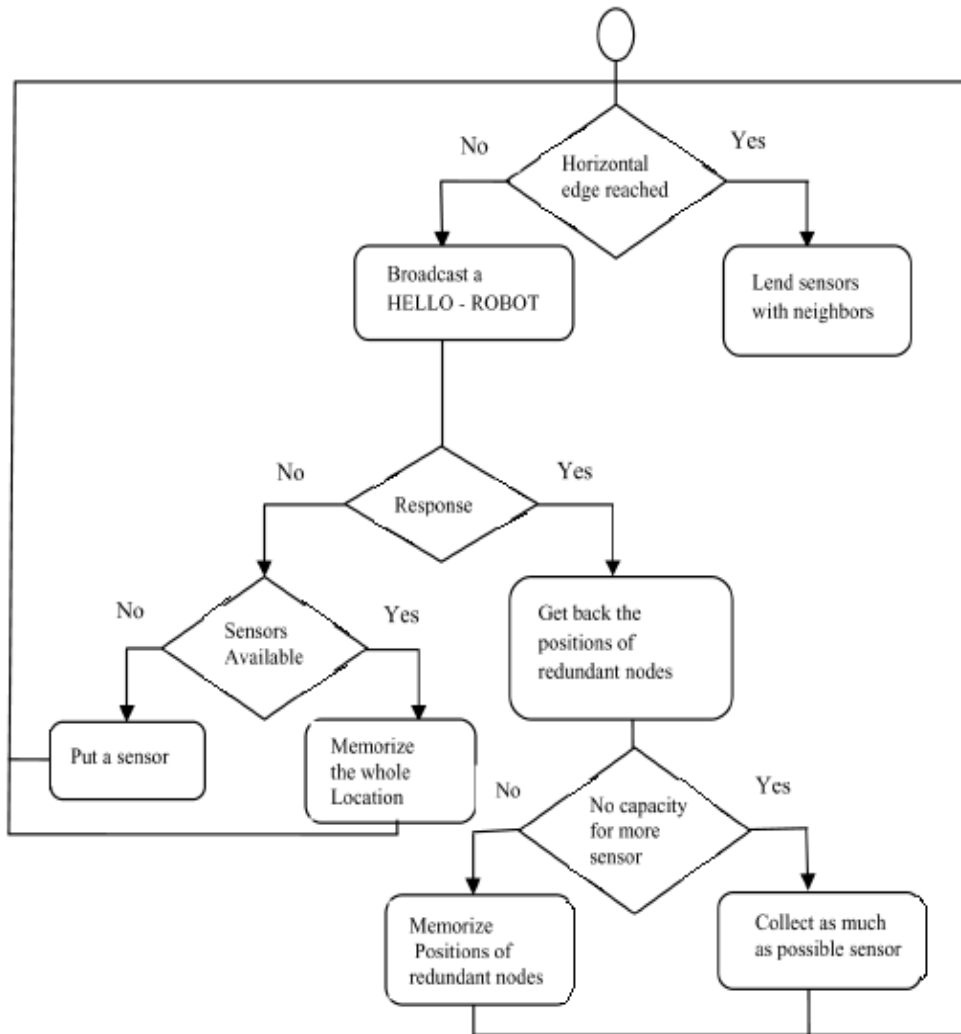 No
Yes
Horizontal
edge reached
Broadcast a
HELLO - ROBOT
Lend sensors
with neighbors
No
Yes
Response
No
Yes
Sensors
Available
Get back the
positions of
redundant nodes
Put a sensor
Memorize
the whole
Location
No
Yes
No capacity
for more
sensor
Memorize
Positions of
redundant nodes
Collect as much
as possible sensor